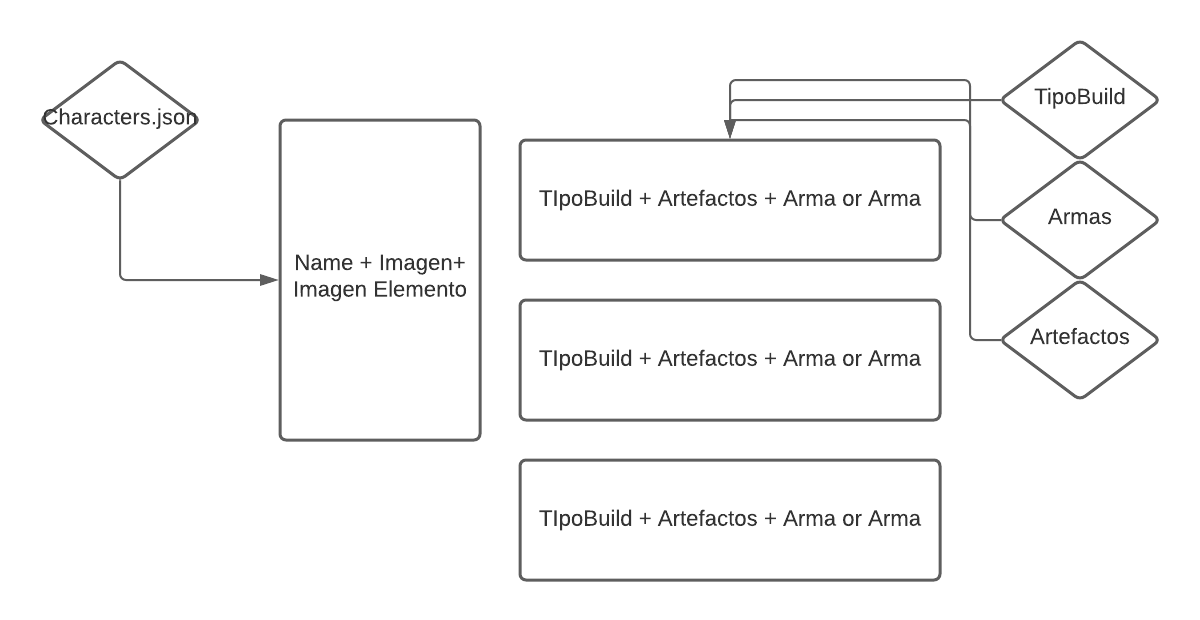 Characters.json
Name + Imagen+
Imagen Elemento
TIpoBuild + Artefactos + Arma or Arma
TIpoBuild + Artefactos + Arma or Arma
TIpoBuild + Artefactos + Arma or Arma
TipoBuild
Armas
Artefactos